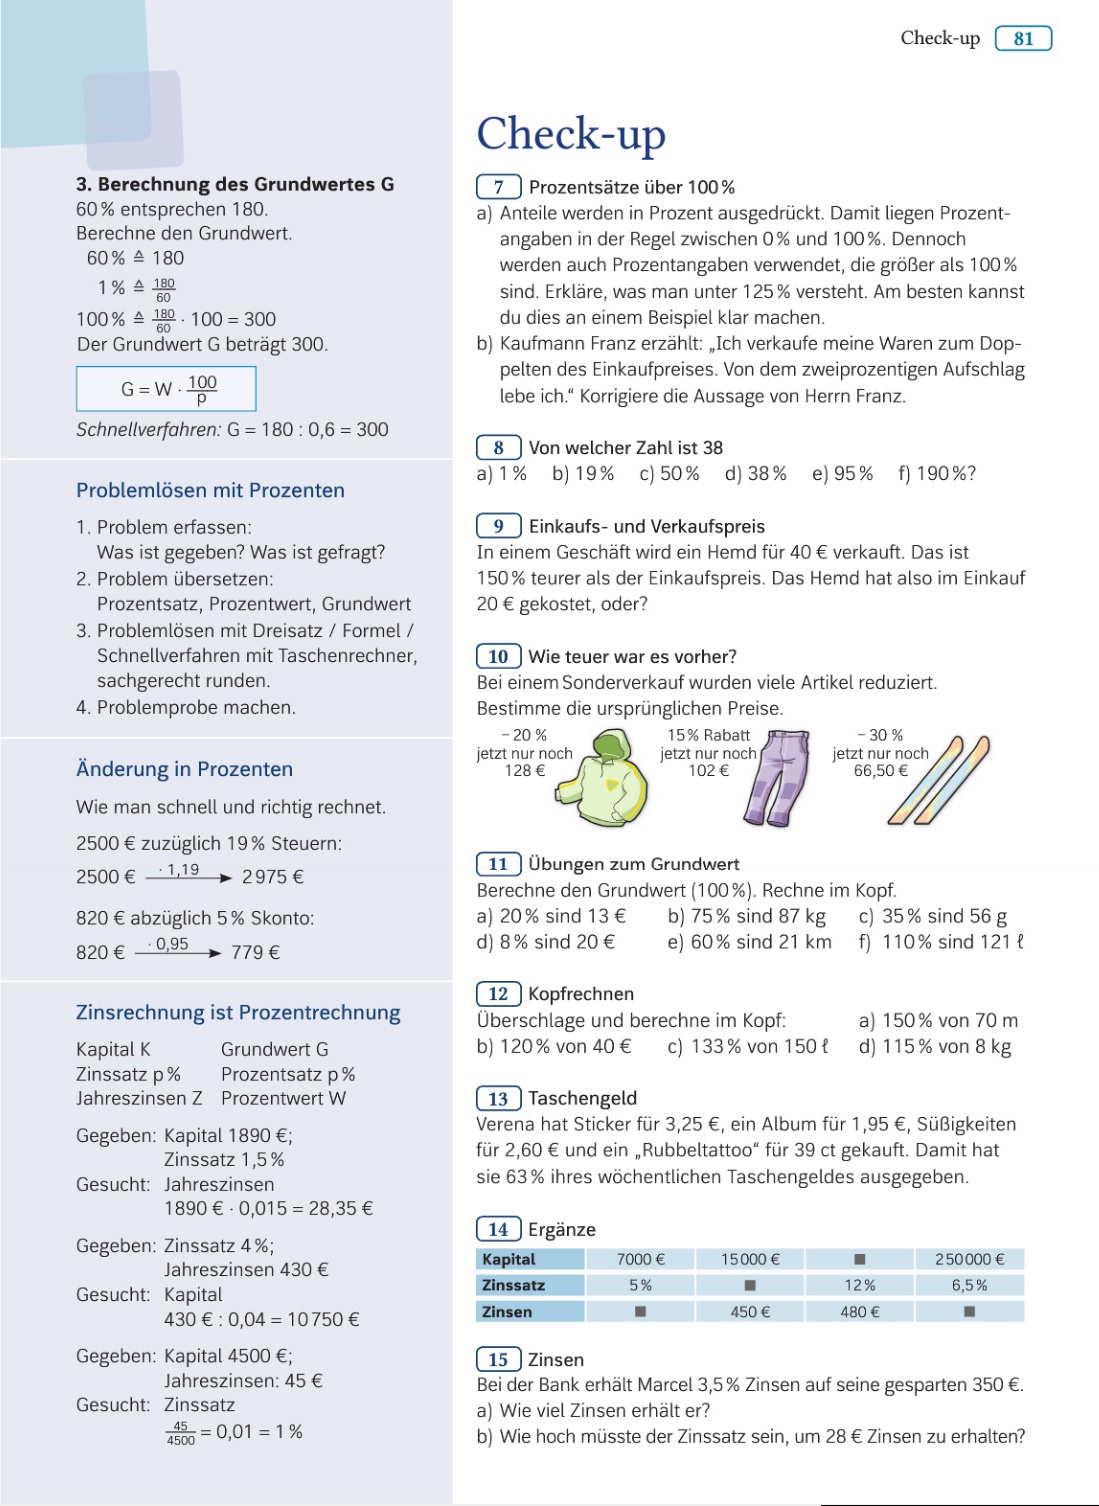 Check-up 81
3. Berechnung des Grundwertes G
60 % entsprechen 180.
Berechne den Grundwert.
60 % ≙ 180
1 % ≙ 180/60
100 % ≙ 180/60 · 100 = 300
Der Grundwert G beträgt 300.
G = W · 100/p
Schnellverfahren: G = 180 : 0,6 = 300
Problemlösen mit Prozenten
1. Problem erfassen:
Was ist gegeben? Was ist gefragt?
2. Problem übersetzen:
Prozentsatz, Prozentwert, Grundwert
3. Problemlösen mit Dreisatz / Formel /
Schnellverfahren mit Taschenrechner,
sachgerecht runden.
4. Problemprobe machen.
Änderung in Prozenten
Wie man schnell und richtig rechnet.
2500 € zuzüglich 19 % Steuern:
2500 € · 1,19 → 2975 €
820 € abzüglich 5 % Skonto:
820 € · 0,95 → 779 €
Zinsrechnung ist Prozentrechnung
Kapital K Grundwert G
Zinssatz p % Prozentsatz p %
Jahreszinsen Z Prozentwert W
Gegeben: Kapital 1890 €;
Zinssatz 1,5 %
Gesucht: Jahreszinsen
1890 € · 0,015 = 28,35 €
Gegeben: Zinssatz 4 %;
Jahreszinsen 430 €
Gesucht: Kapital
430 € : 0,04 = 10 750 €
Gegeben: Kapital 4500 €;
Jahreszinsen: 45 €
Gesucht: Zinssatz
45/4500 = 0,01 = 1 %
Check-up
7 Prozentsätze über 100 %
a) Anteile werden in Prozent ausgedrückt. Damit liegen Prozent-
angaben in der Regel zwischen 0 % und 100 %. Dennoch
werden auch Prozentangaben verwendet, die größer als 100 %
sind. Erkläre, was man unter 125 % versteht. Am besten kannst
du dies an einem Beispiel klar machen.
b) Kaufmann Franz erzählt: „Ich verkaufe meine Waren zum Dop-
pelten des Einkaufpreises. Von dem zweiprozentigen Aufschlag
lebe ich.“ Korrigiere die Aussage von Herrn Franz.
8 Von welcher Zahl ist 38
a) 1 % b) 19 % c) 50 % d) 38 % e) 95 % f) 190 %?
9 Einkaufs- und Verkaufspreis
In einem Geschäft wird ein Hemd für 40 € verkauft. Das ist
150 % teurer als der Einkaufspreis. Das Hemd hat also im Einkauf
20 € gekostet, oder?
10 Wie teuer war es vorher?
Bei einem Sonderverkauf wurden viele Artikel reduziert.
Bestimme die ursprünglichen Preise.
– 20 % 15 % Rabatt – 30 %
jetzt nur noch jetzt nur noch jetzt nur noch
128 € 102 € 66,50 €
11 Übungen zum Grundwert
Berechne den Grundwert (100 %). Rechne im Kopf.
a) 20 % sind 13 € b) 75 % sind 87 kg c) 35 % sind 56 g
d) 8 % sind 20 € e) 60 % sind 21 km f) 110 % sind 121 ℓ
12 Kopfrechnen
Überschlage und berechne im Kopf: a) 150 % von 70 m
b) 120 % von 40 € c) 133 % von 150 ℓ d) 115 % von 8 kg
13 Taschengeld
Verena hat Sticker für 3,25 €, ein Album für 1,95 €, Süßigkeiten
für 2,60 € und ein „Rubbeltattoo“ für 39 ct gekauft. Damit hat
sie 63 % ihres wöchentlichen Taschengeldes ausgegeben.
14 Ergänze
Kapital 7000 € 15 000 € ■ 250 000 €
Zinssatz 5 % ■ 12 % 6,5 %
Zinsen ■ 450 € 480 € ■
15 Zinsen
Bei der Bank erhält Marcel 3,5 % Zinsen auf seine gesparten 350 €.
a) Wie viel Zinsen erhält er?
b) Wie hoch müsste der Zinssatz sein, um 28 € Zinsen zu erhalten?